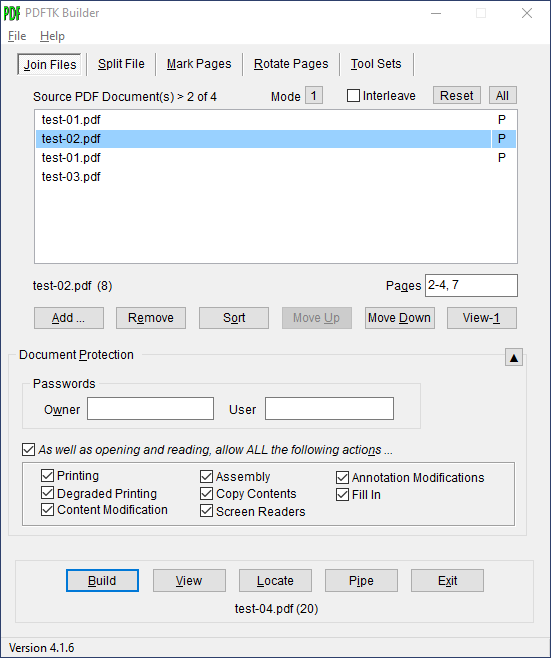 PDF PDFTK Builder
File Help
Join Files Split File Mark Pages Rotate Pages Tool Sets
Source PDF Document(s) > 2 of 4 Mode 1 Interleave Reset All
test-01.pdf P
test-02.pdf P
test-01.pdf P
test-03.pdf
test-02.pdf (8) Pages 2-4, 7
Add ... Remove Sort Move Up Move Down View-1
Document Protection ▲
Passwords
Owner User
As well as opening and reading, allow ALL the following actions ...
Printing Assembly Annotation Modifications
Degraded Printing Copy Contents Fill In
Content Modification Screen Readers
Build View Locate Pipe Exit
test-04.pdf (20)
Version 4.1.6